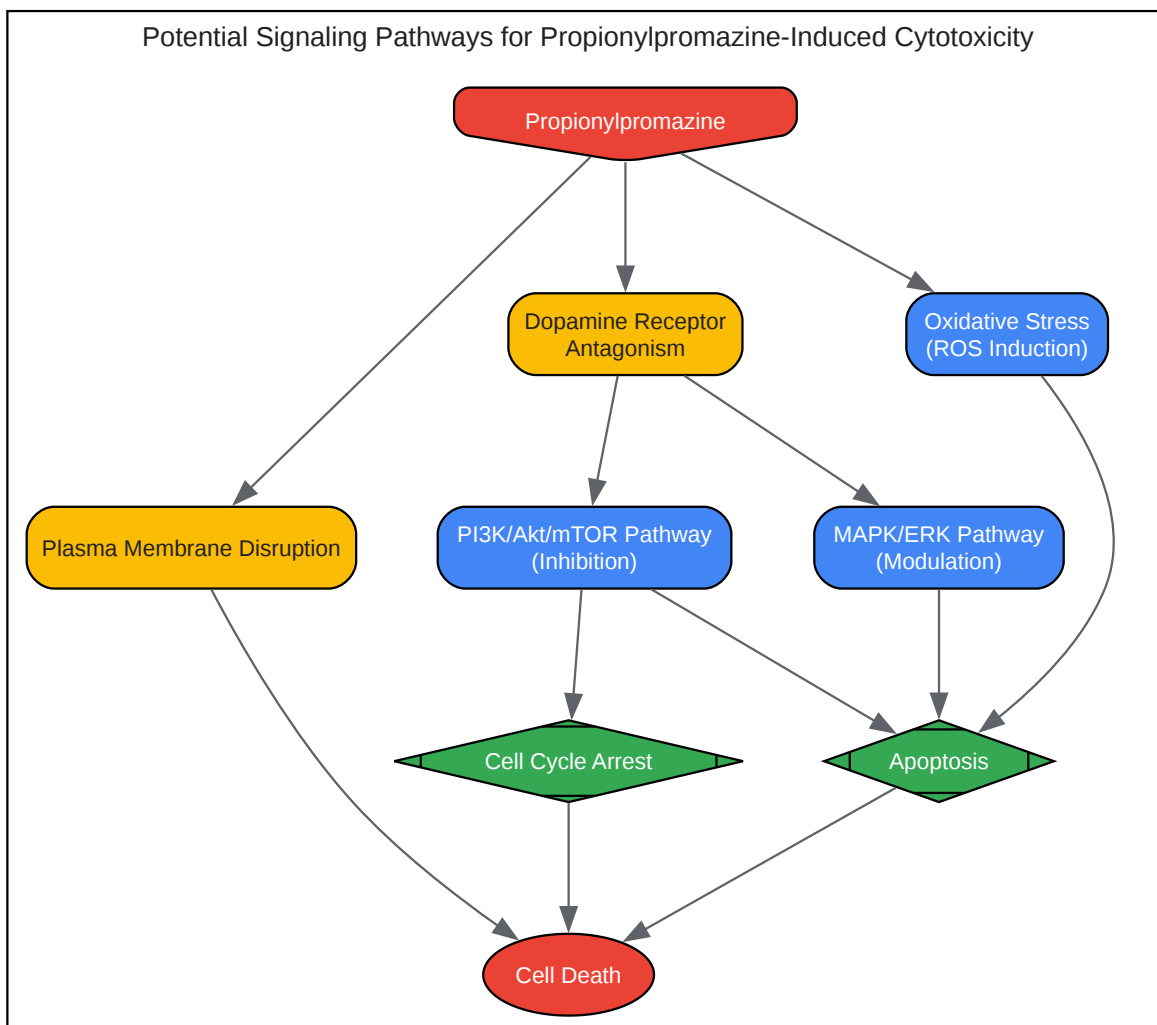 Potential Signaling Pathways for Propionylpromazine-Induced Cytotoxicity
Propionylpromazine
Dopamine Receptor
Antagonism
Oxidative Stress
(ROS Induction)
Plasma Membrane Disruption
PI3K/Akt/mTOR Pathway
(Inhibition)
MAPK/ERK Pathway
(Modulation)
Cell Cycle Arrest
Apoptosis
Cell Death